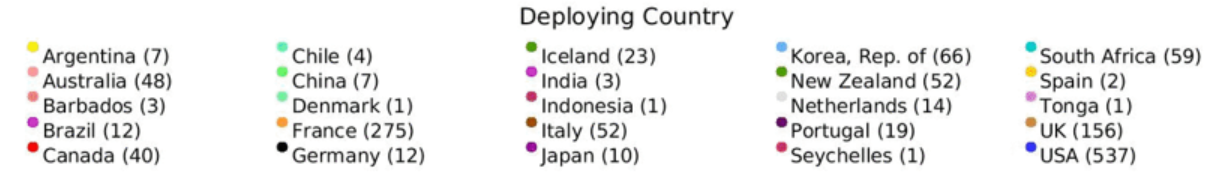 Deploying Country
Argentina (7)
Australia (48)
Barbados (3)
Brazil (12)
Canada (40)
Chile (4)
China (7)
Denmark (1)
France (275)
Germany (12)
Iceland (23)
India (3)
Indonesia (1)
Italy (52)
Japan (10)
Korea, Rep. of (66)
New Zealand (52)
Netherlands (14)
Portugal (19)
Seychelles (1)
South Africa (59)
Spain (2)
Tonga (1)
UK (156)
USA (537)